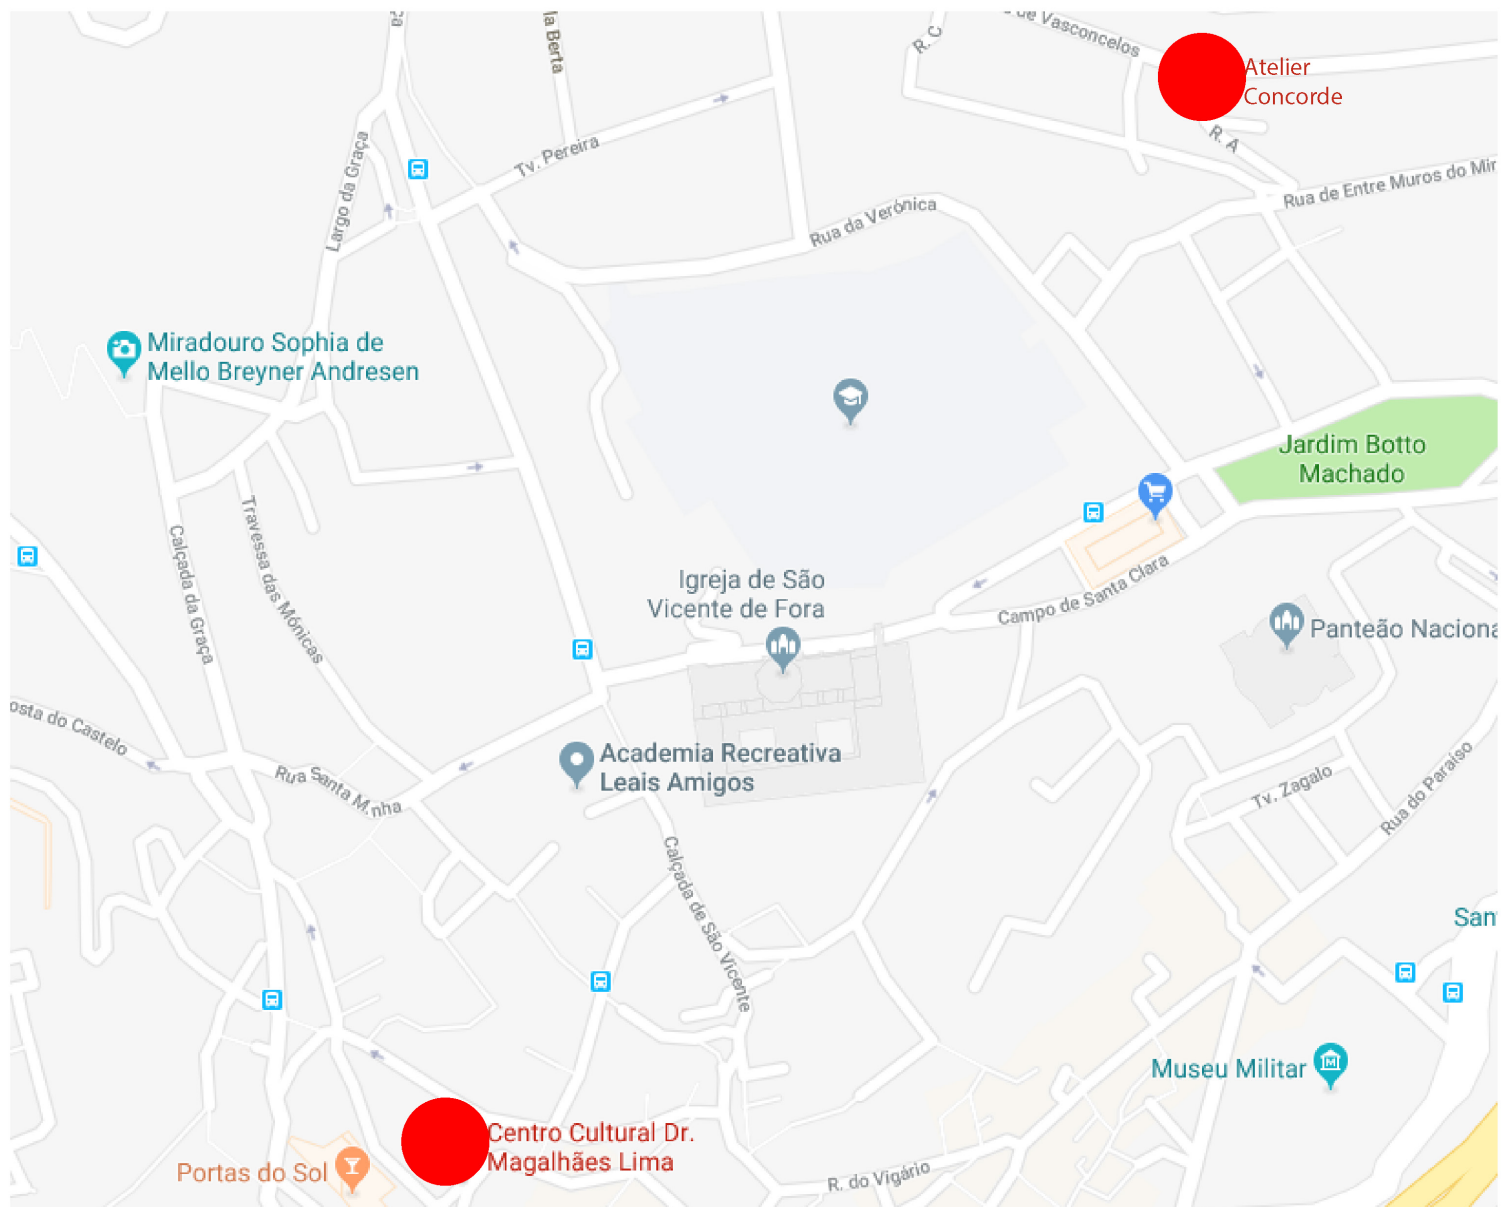 la Berta
de Vasconcelos
R. C
Atelier
Concorde
R. A
Tv. Pereira
Largo da Graça
Rua de Entre Muros do Mir
Rua da Verónica
Miradouro Sophia de
Mello Breyner Andresen
Jardim Botto
Machado
Travessa das Mónicas
Calçada da Graça
Igreja de São
Vicente de Fora
Campo de Santa Clara
Panteão Naciona
osta do Castelo
Rua Santa M.nha
Academia Recreativa
Leais Amigos
Tv. Zagalo
Rua do Paraíso
Calçada de São Vicente
San
Museu Militar
Centro Cultural Dr.
Magalhães Lima
Portas do Sol
R. do Vigário